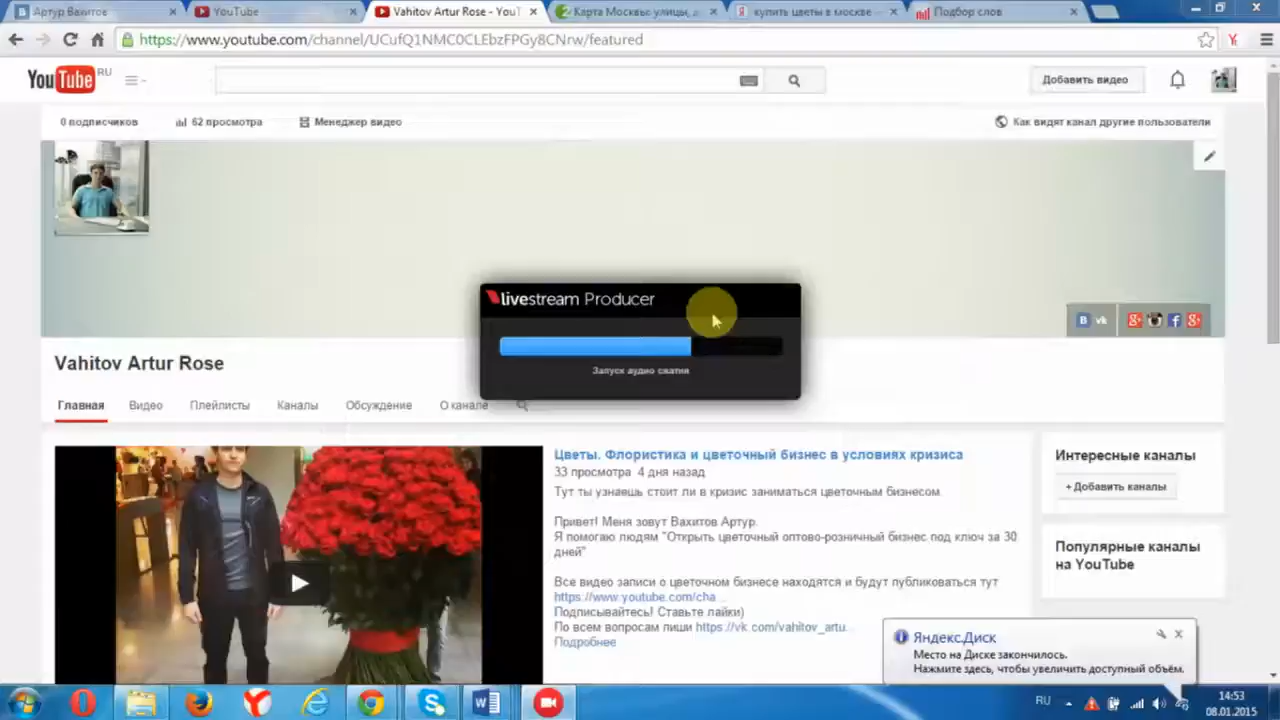 Артур Вахитов
YouTube
Vahitov Artur Rose - YouT
Карта Москвы: улицы, д
купить цветы в москве -
Подбор слов
https://www.youtube.com/channel/UCufQ1NMC0CLEbzFPGy8CNrw/featured
YouTube RU
Добавить видео
0 подписчиков
62 просмотра
Менеджер видео
Как видят канал другие пользователи
livestream Producer
Запуск аудио сжатия
Vahitov Artur Rose
Главная
Видео
Плейлисты
Каналы
Обсуждение
О канале
Цветы. Флористика и цветочный бизнес в условиях кризиса
33 просмотра 4 дня назад
Тут ты узнаешь стоит ли в кризис заниматься цветочным бизнесом
Привет! Меня зовут Вахитов Артур.
Я помогаю людям "Открыть цветочный оптово-розничный бизнес под ключ за 30
дней"
Все видео записи о цветочном бизнесе находятся и будут публиковаться тут
https://www.youtube.com/cha...
Подписывайтесь! Ставьте лайки)
По всем вопросам пиши https://vk.com/vahitov_artu...
Подробнее
Интересные каналы
+ Добавить каналы
Популярные каналы
на YouTube
Яндекс.Диск
Место на Диске закончилось.
Нажмите здесь, чтобы увеличить доступный объём.
RU
14:53
08.01.2015